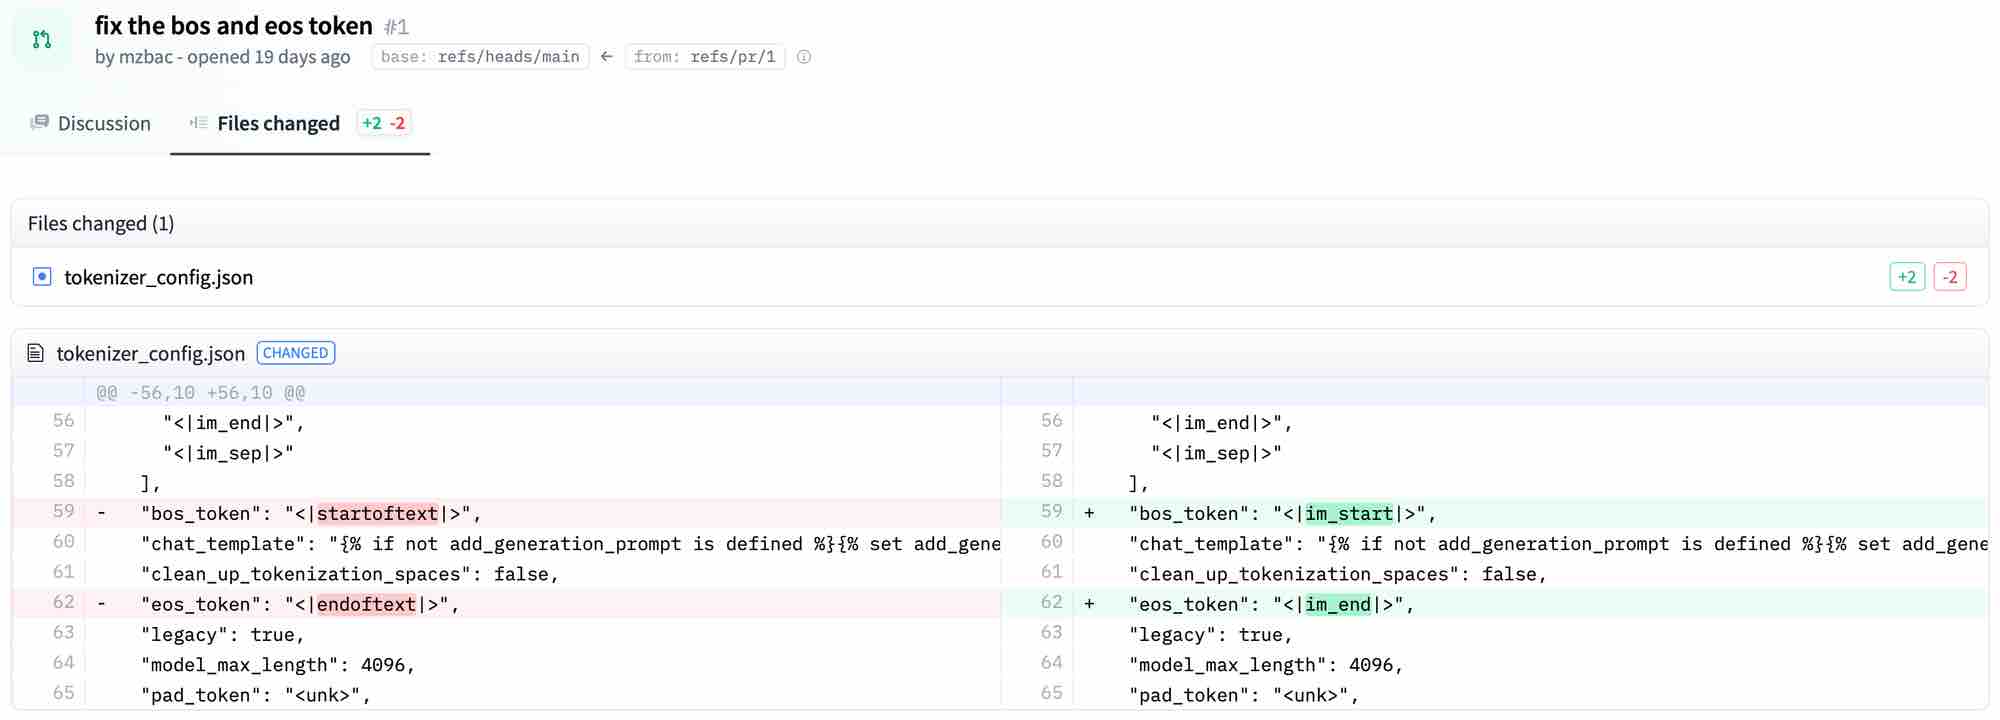 fix the bos and eos token #1
by mzbac - opened 19 days ago base: refs/heads/main ← from: refs/pr/1
Discussion Files changed +2 -2
Files changed (1)
tokenizer_config.json +2 -2
tokenizer_config.json CHANGED
@@ -56,10 +56,10 @@
56 "<|im_end|>",
57 "<|im_sep|>"
58 ],
59 - "bos_token": "<|startoftext|>",
60 "chat_template": "{% if not add_generation_prompt is defined %}{% set add_gene
61 "clean_up_tokenization_spaces": false,
62 - "eos_token": "<|endoftext|>",
63 "legacy": true,
64 "model_max_length": 4096,
65 "pad_token": "<unk>",
56 "<|im_end|>",
57 "<|im_sep|>"
58 ],
59 + "bos_token": "<|im_start|>",
60 "chat_template": "{% if not add_generation_prompt is defined %}{% set add_gene
61 "clean_up_tokenization_spaces": false,
62 + "eos_token": "<|im_end|>",
63 "legacy": true,
64 "model_max_length": 4096,
65 "pad_token": "<unk>",